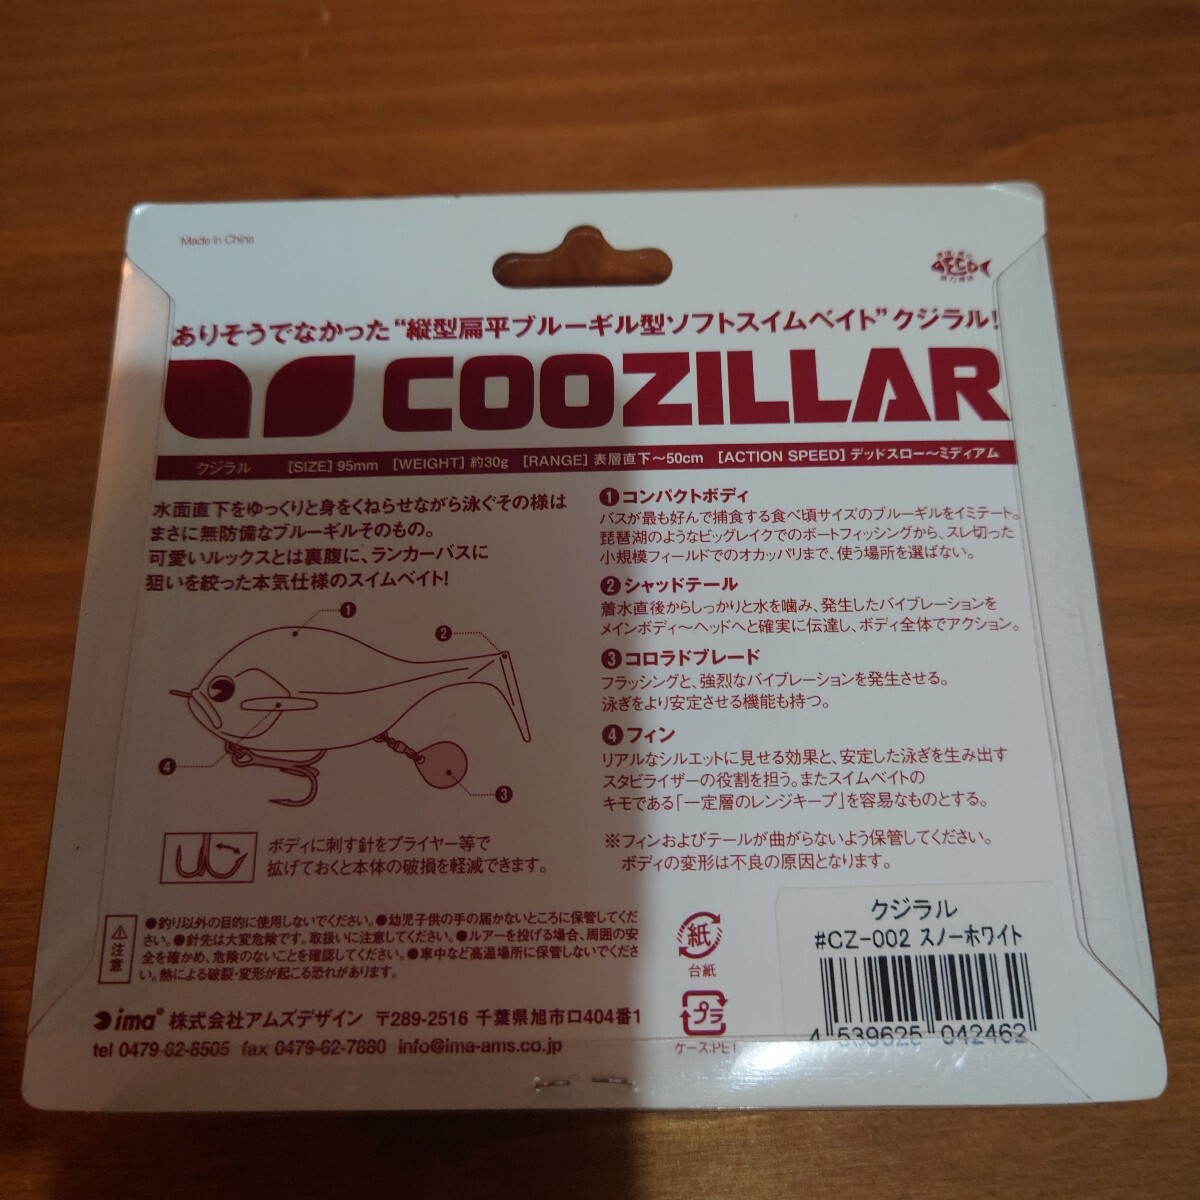 Made in China
ECO
ありそうでなかった“縦型扁平ブルーギル型ソフトスイムベイト”クジラル!
COOZILLAR
クジラル [SIZE] 95mm [WEIGHT] 約30g [RANGE] 表層直下～50cm [ACTION SPEED] デッドスロー～ミディアム
水面直下をゆっくりと身をくねらせながら泳ぐその様は
まさに無防備なブルーギルそのもの。
可愛いルックスとは裏腹に、ランカーバスに
狙いを絞った本気仕様のスイムベイト!
1
2
4
3
❶コンパクトボディ
バスが最も好んで捕食する食べ頃サイズのブルーギルをイミテート。
琵琶湖のようなビッグレイクでのボートフィッシングから、スレ切った
小規模フィールドでのオカッパリまで、使う場所を選ばない。
❷シャッドテール
着水直後からしっかりと水を噛み、発生したバイブレーションを
メインボディ～ヘッドへと確実に伝達し、ボディ全体でアクション。
❸コロラドブレード
フラッシングと、強烈なバイブレーションを発生させる。
泳ぎをより安定させる機能も持つ。
❹フィン
リアルなシルエットに見せる効果と、安定した泳ぎを生み出す
スタビライザーの役割を担う。またスイムベイトの
キモである「一定層のレンジキープ」を容易なものとする。
※フィンおよびテールが曲がらないよう保管してください。
ボディの変形は不良の原因となります。
ボディに刺す針をプライヤー等で
拡げておくと本体の破損を軽減できます。
注意
●釣り以外の目的に使用しないでください。●幼児子供の手の届かないところに保管してくだ
さい。●針先は大変危険です。取扱いに注意してください。●ルアーを投げる場合、周囲の安
全を確かめ、危険のないことを確認してください。●車中など高温場所に保管しないでくださ
い。熱による破裂・変形が起こる恐れがあります。
ima® 株式会社アムズデザイン 〒289-2516 千葉県旭市ロ404番1
tel 0479-62-8505 fax 0479-62-7880 info@ima-ams.co.jp
紙
台紙
プラ
ケース:PET
クジラル
#CZ-002 スノーホワイト
4 539625 042462